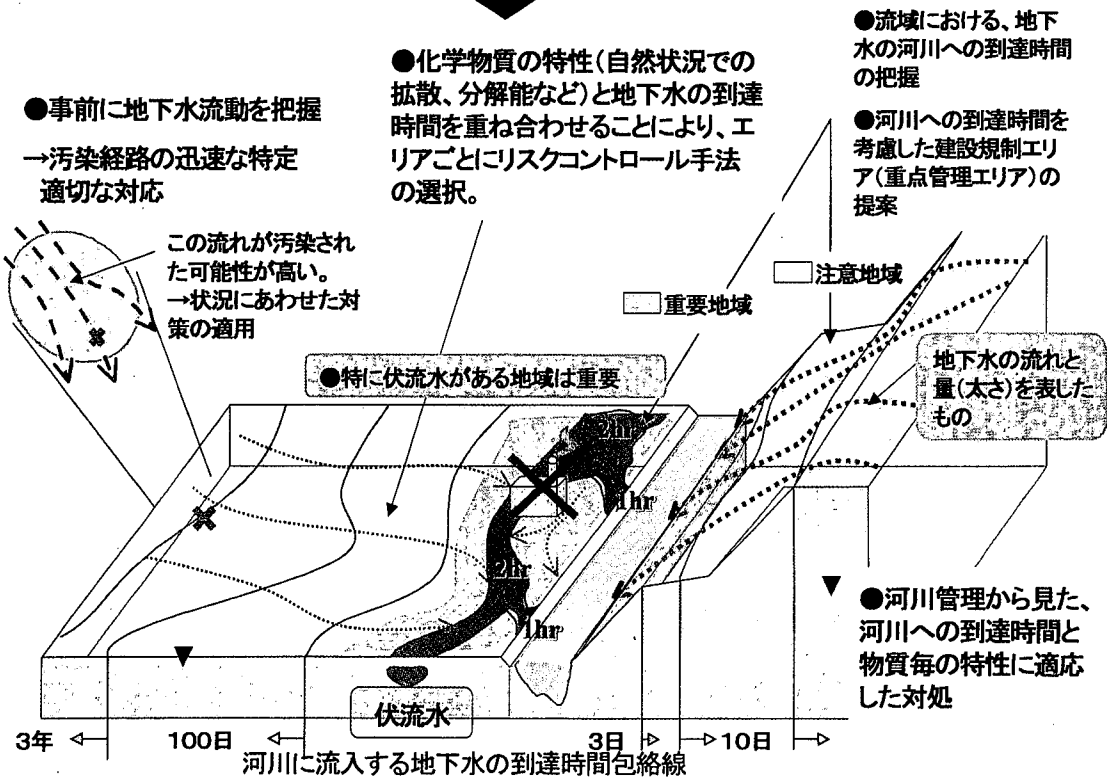 ●流域における、地下
水の河川への到達時間
の把握
●河川への到達時間を
考慮した建設規制エリ
ア(重点管理エリア)の
提案
●化学物質の特性(自然状況での
拡散、分解能など)と地下水の到達
時間を重ね合わせることにより、エ
リアごとにリスクコントロール手法
の選択。
●事前に地下水流動を把握
→汚染経路の迅速な特定
適切な対応
この流れが汚染され
た可能性が高い。
→状況にあわせた対
策の適用
注意地域
重要地域
●特に伏流水がある地域は重要
地下水の流れと
量(太さ)を表した
もの
2hr
1hr
2hr
1hr
●河川管理から見た、
河川への到達時間と
物質毎の特性に適応
した対処
伏流水
3年
100日
3日
10日
河川に流入する地下水の到達時間包絡線